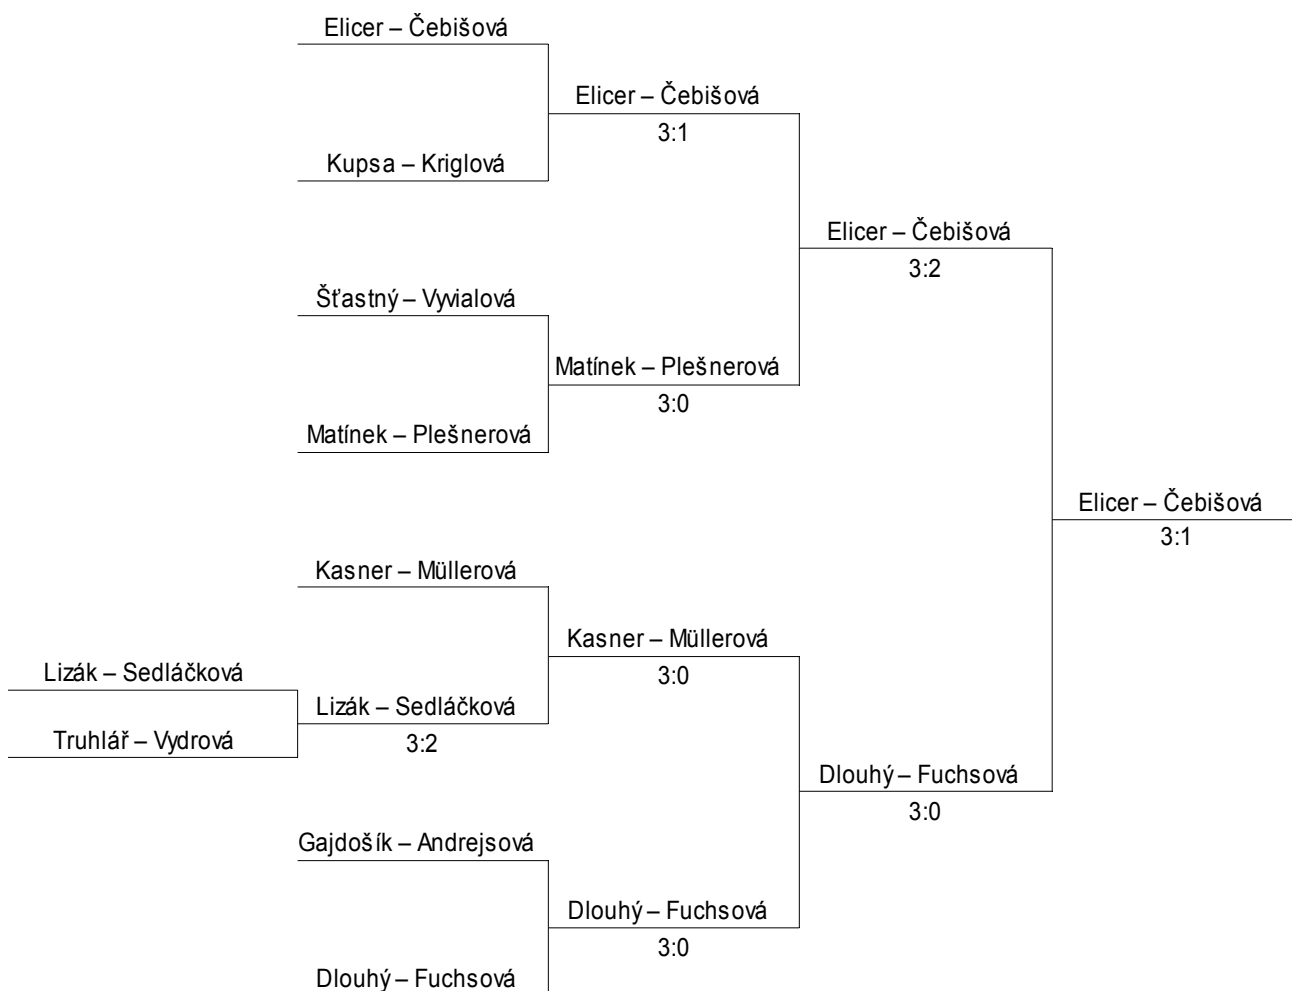 Elicer – Čebišová
Elicer – Čebišová
3:1
Kupsa – Kriglová
Elicer – Čebišová
3:2
Šťastný – Vyvialová
Matínek – Plešnerová
3:0
Matínek – Plešnerová
Elicer – Čebišová
3:1
Kasner – Müllerová
Kasner – Müllerová
3:0
Lizák – Sedláčková
Lizák – Sedláčková
3:2
Truhlář – Vydrová
Dlouhý – Fuchsová
3:0
Gajdošík – Andrejsová
Dlouhý – Fuchsová
3:0
Dlouhý – Fuchsová